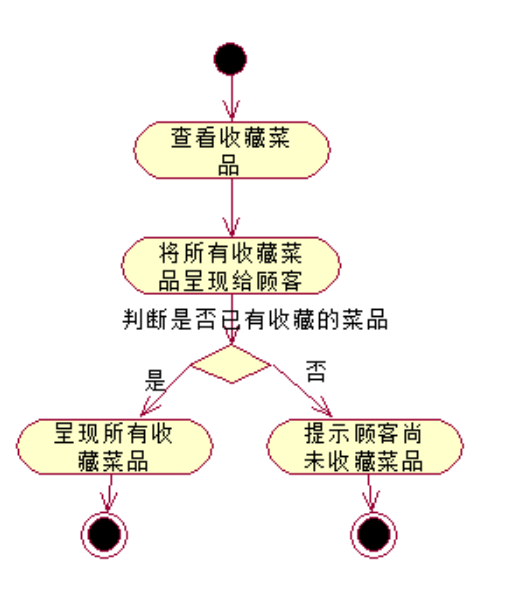 查看收藏菜
品
将所有收藏菜
品呈现给顾客
判断是否已有收藏的菜品
是
否
呈现所有收
藏菜品
提示顾客尚
未收藏菜品